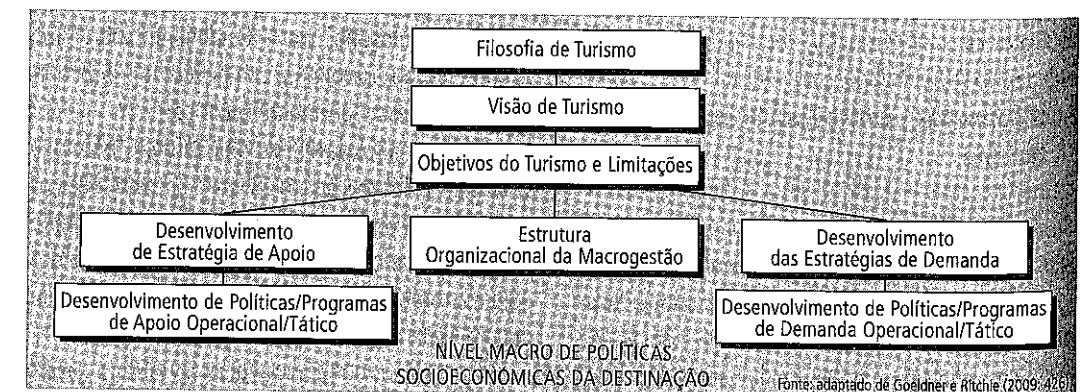 Filosofia de Turismo
Visão de Turismo
Objetivos do Turismo e Limitações
Desenvolvimento
de Estratégia de Apoio
Estrutura
Organizacional da Macrogestão
Desenvolvimento
das Estratégias de Demanda
Desenvolvimento de Políticas/Programas
de Apoio Operacional/Tático
Desenvolvimento de Políticas/Programas
de Demanda Operacional/Tático
NÍVEL MACRO DE POLÍTICAS
SOCIOECONÔMICAS DA DESTINAÇÃO
Fonte: adaptado de Goeldner e Ritchie (2009: 426)